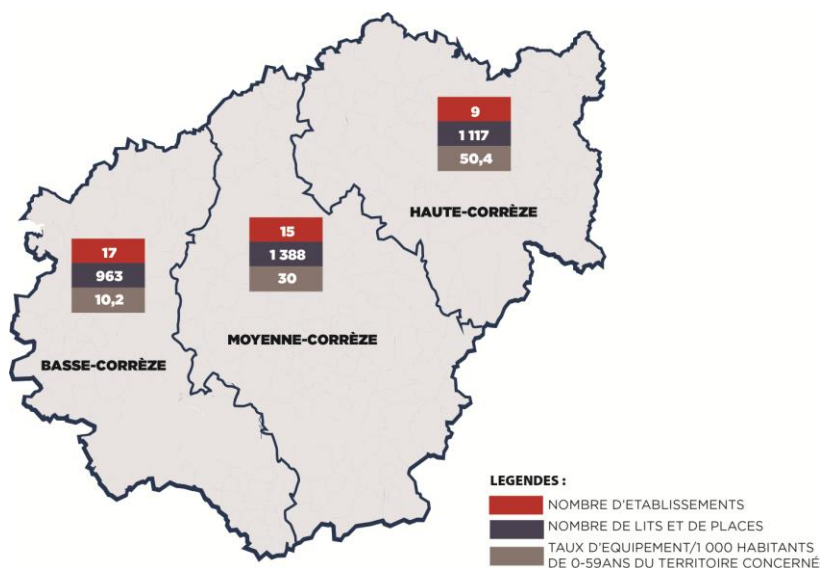 9
1 117
50,4
HAUTE-CORRÈZE
15
1 388
30
MOYENNE-CORRÈZE
17
963
10,2
BASSE-CORRÈZE
LEGENDES :
NOMBRE D'ETABLISSEMENTS
NOMBRE DE LITS ET DE PLACES
TAUX D'EQUIPEMENT/1 000 HABITANTS
DE 0-59ANS DU TERRITOIRE CONCERNÉ